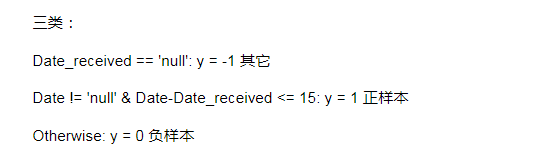 三类：
Date_received == 'null': y = -1 其它
Date != 'null' & Date-Date_received <= 15: y = 1 正样本
Otherwise: y = 0 负样本